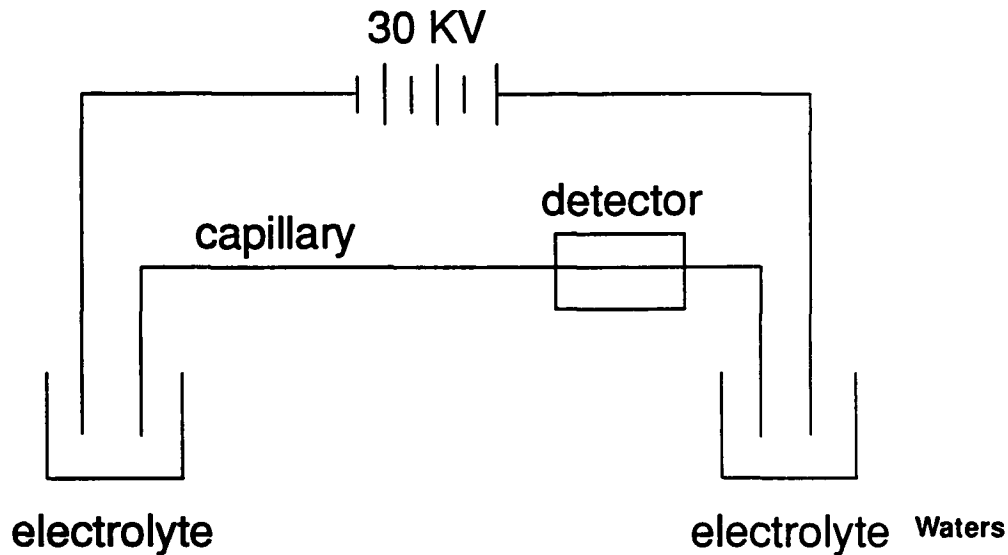 30 KV
detector
capillary
electrolyte
electrolyte Waters